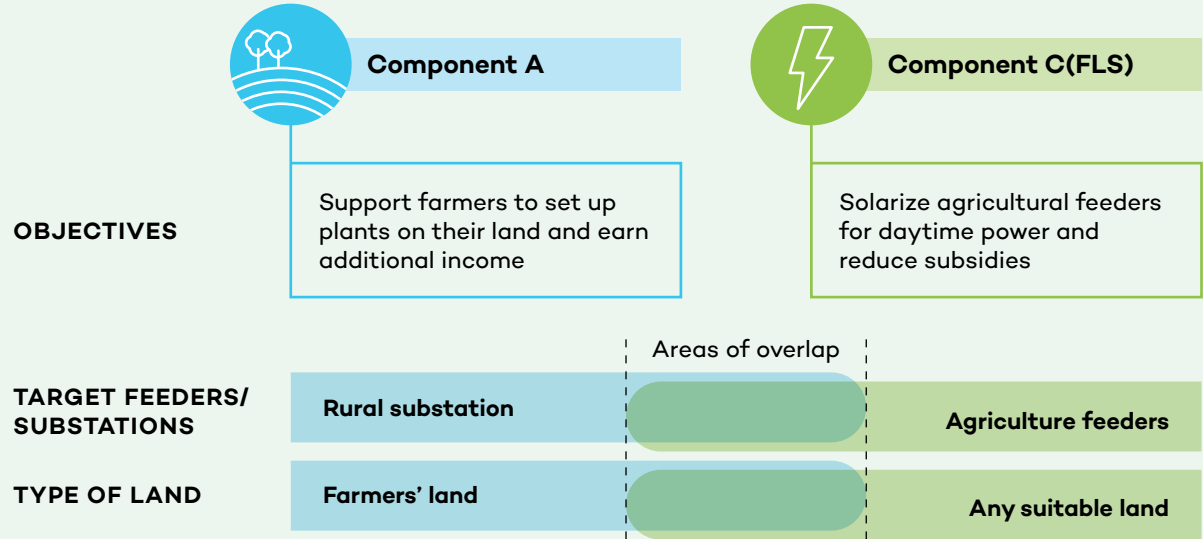 Component A
Component C(FLS)
OBJECTIVES
Support farmers to set up
plants on their land and earn
additional income
Solarize agricultural feeders
for daytime power and
reduce subsidies
Areas of overlap
TARGET FEEDERS/
SUBSTATIONS
Rural substation
Agriculture feeders
TYPE OF LAND
Farmers’ land
Any suitable land